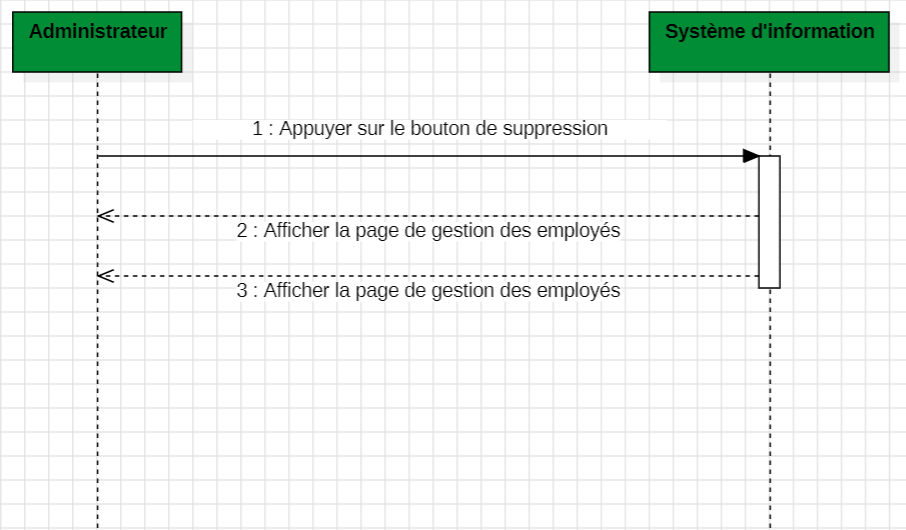 Administrateur
Système d'information
1 : Appuyer sur le bouton de suppression
2 : Afficher la page de gestion des employés
3 : Afficher la page de gestion des employés